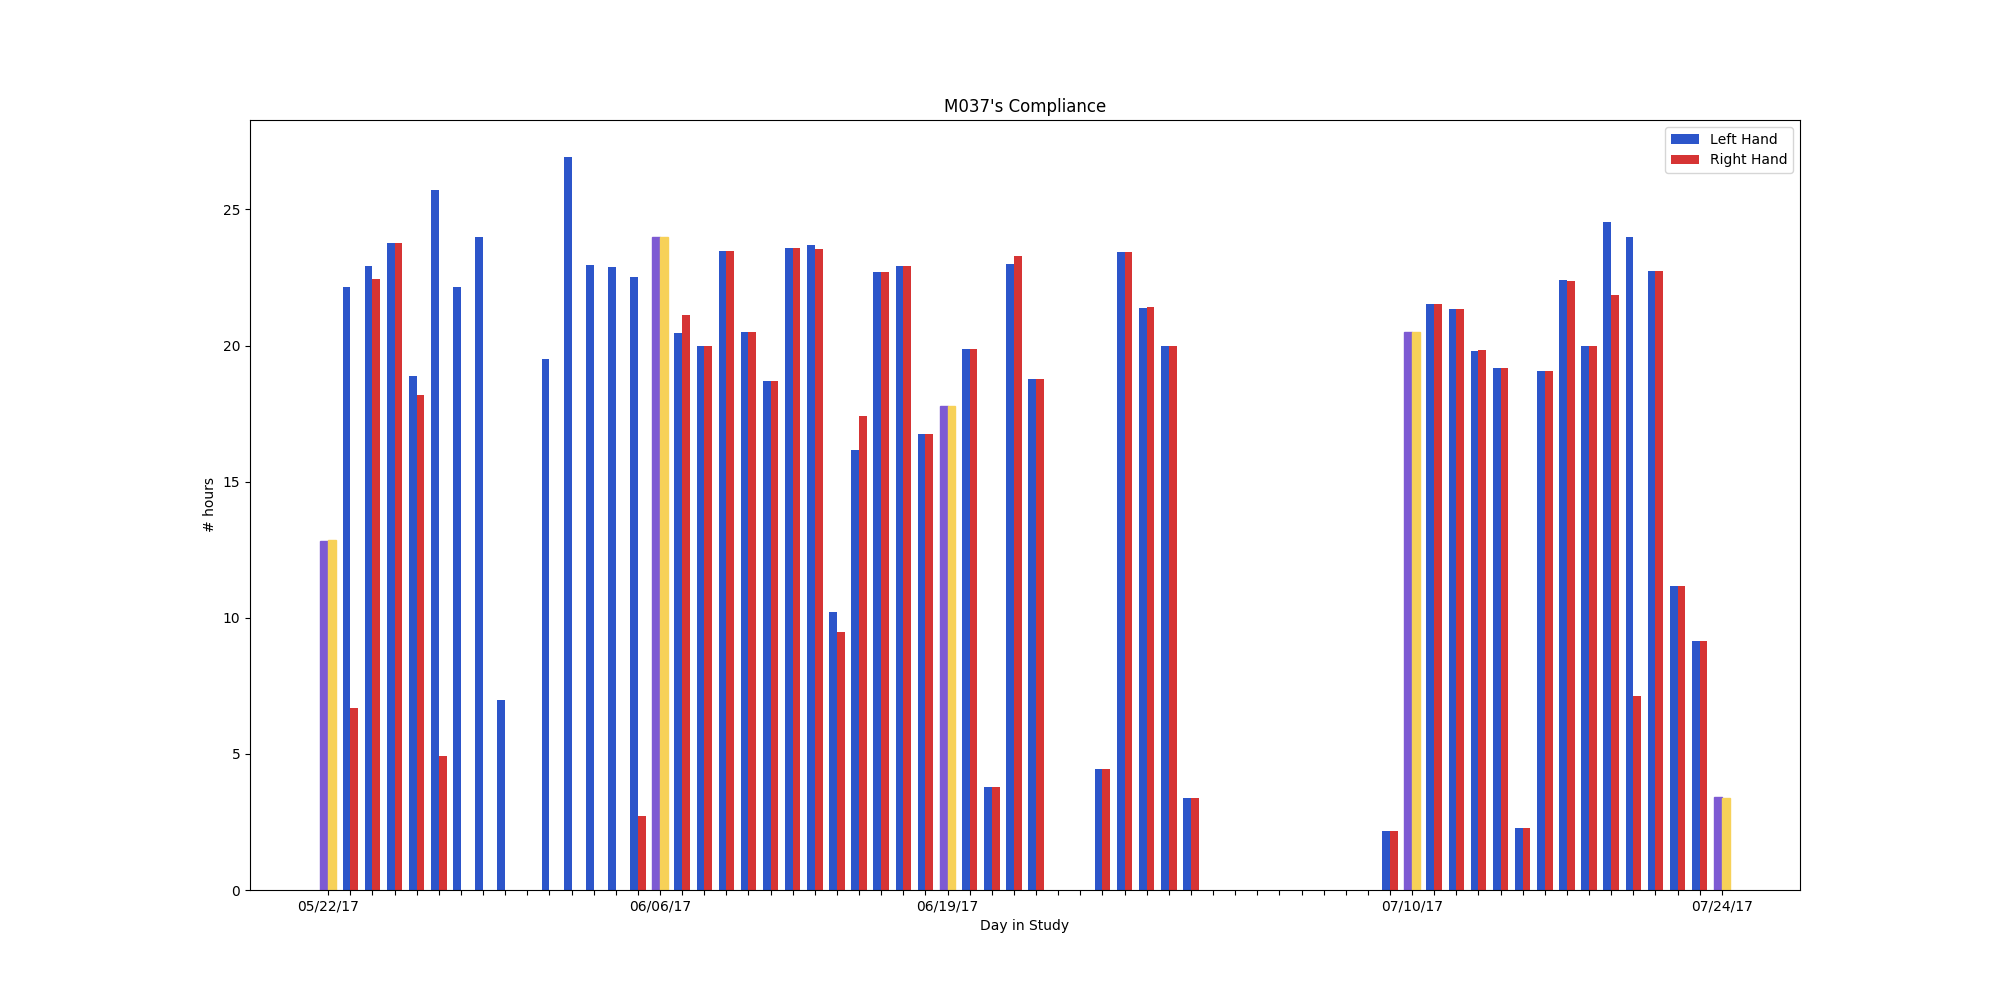 M037's Compliance
Left Hand
Right Hand
25
20
15
10
5
0
# hours
05/22/17 06/06/17 06/19/17 07/10/17 07/24/17
Day in Study